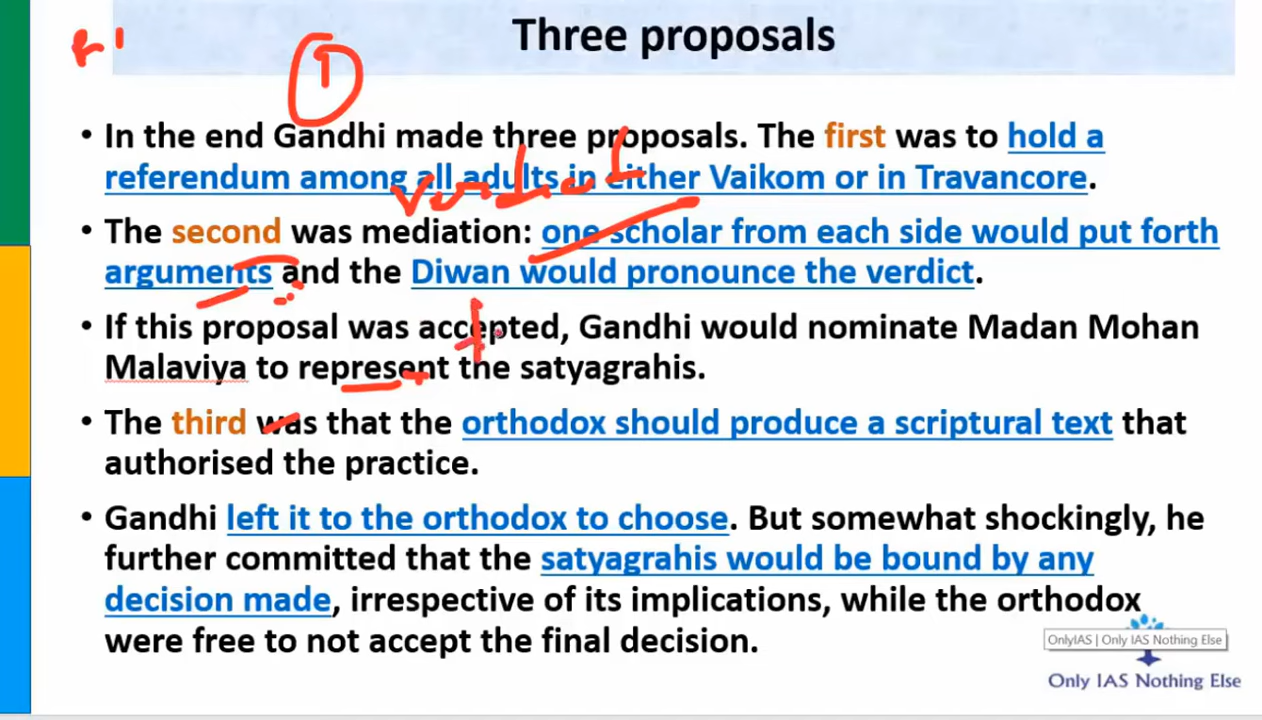 Three proposals
• In the end Gandhi made three proposals. The first was to hold a
referendum among all adults in either Vaikom or in Travancore.
verdict
• The second was mediation: one scholar from each side would put forth
arguments and the Diwan would pronounce the verdict.
• If this proposal was accepted, Gandhi would nominate Madan Mohan
Malaviya to represent the satyagrahis.
• The third was that the orthodox should produce a scriptural text that
authorised the practice.
• Gandhi left it to the orthodox to choose. But somewhat shockingly, he
further committed that the satyagrahis would be bound by any
decision made, irrespective of its implications, while the orthodox
were free to not accept the final decision.
OnlyIAS | Only IAS Nothing Else
Only IAS Nothing Else